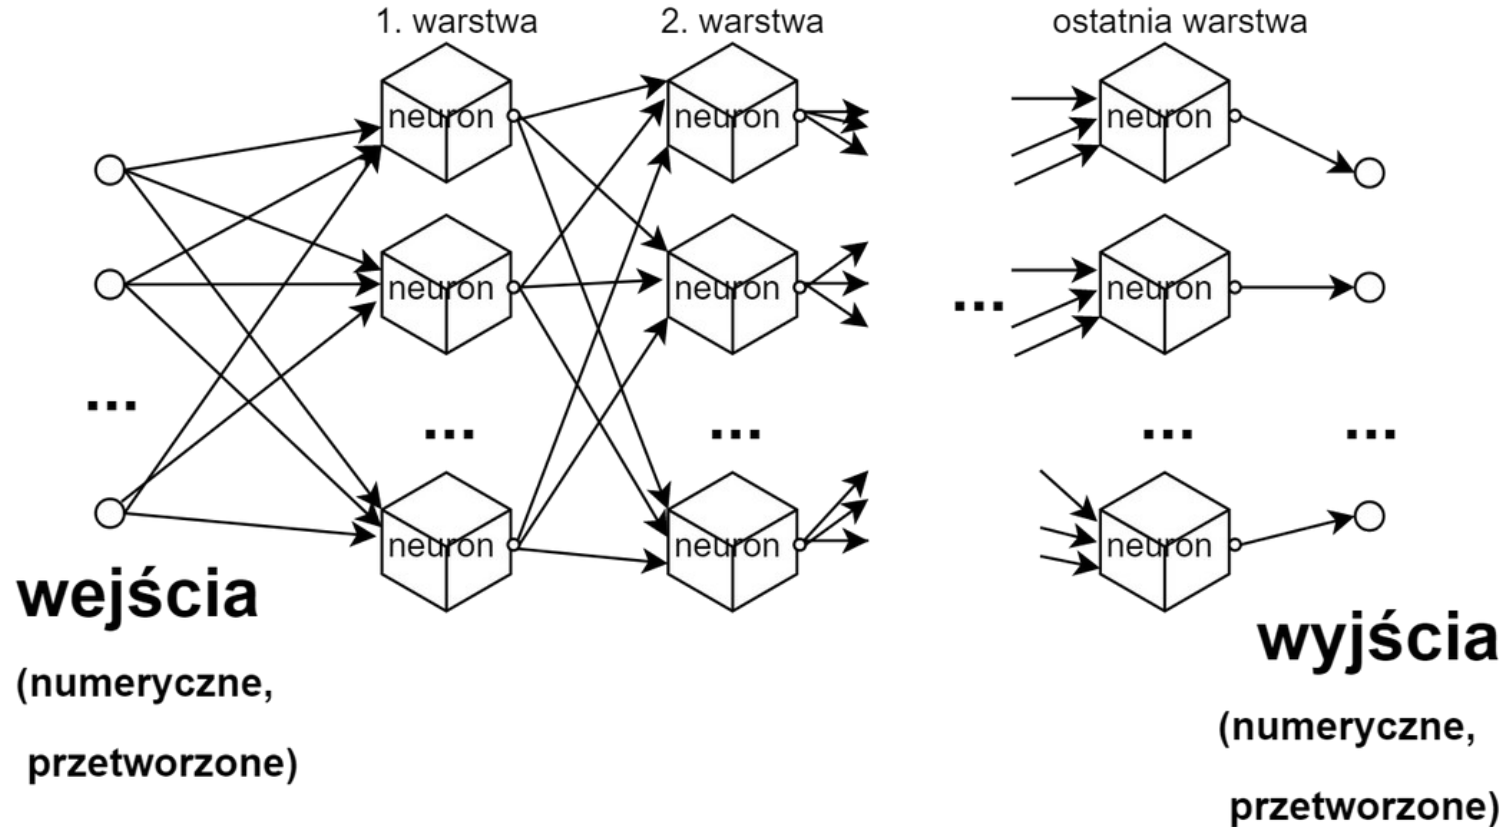 1. warstwa 2. warstwa ostatnia warstwa
neuron neuron neuron
neuron neuron neuron
...
...
... ... ... ...
neuron neuron neuron
wejścia
(numeryczne,
przetworzone)
wyjścia
(numeryczne,
przetworzone)